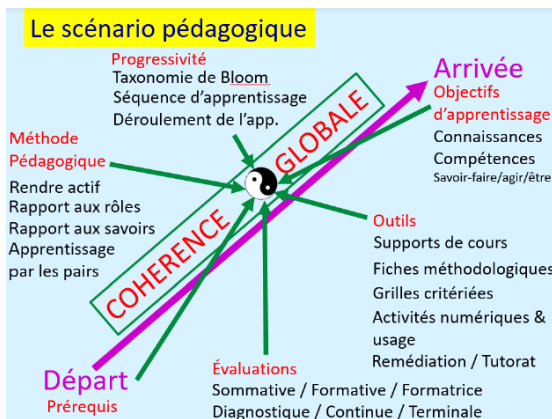 Le scénario pédagogique
Progressivité
Taxonomie de Bloom
Séquence d'apprentissage
Déroulement de l'app.
Arrivée
Objectifs
d'apprentissage
Connaissances
Compétences
Savoir-faire/agir/être
Méthode
Pédagogique
Rendre actif
Rapport aux rôles
Rapport aux savoirs
Apprentissage
par les pairs
COHERENCE GLOBALE
Outils
Supports de cours
Fiches méthodologiques
Grilles critériées
Activités numériques &
usage
Remédiation / Tutorat
Départ
Prérequis
Évaluations
Sommative / Formative / Formatrice
Diagnostique / Continue / Terminale